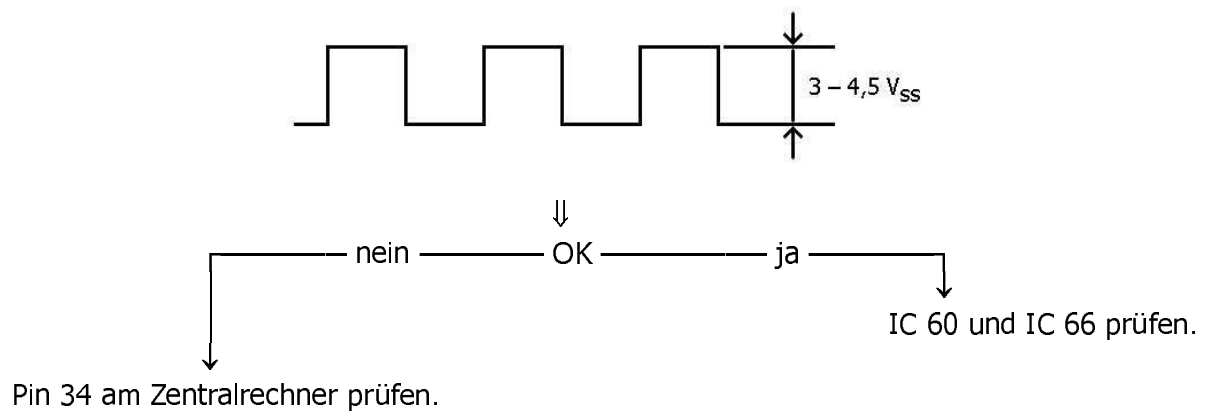 3 – 4,5 VSS
nein OK ja
IC 60 und IC 66 prüfen.
Pin 34 am Zentralrechner prüfen.